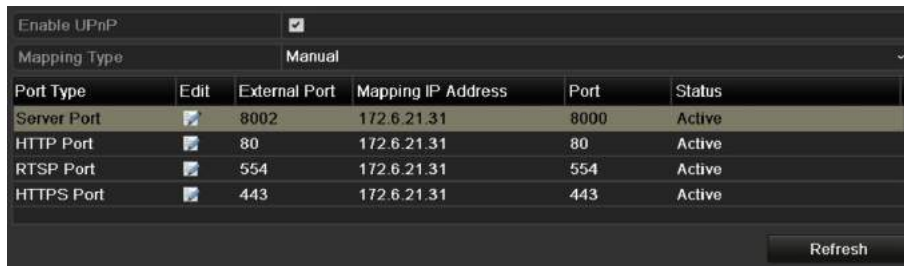 Enable UPnP
Mapping Type Manual
Port Type Edit External Port Mapping IP Address Port Status
Server Port 8002 172.6.21.31 8000 Active
HTTP Port 80 172.6.21.31 80 Active
RTSP Port 554 172.6.21.31 554 Active
HTTPS Port 443 172.6.21.31 443 Active
Refresh